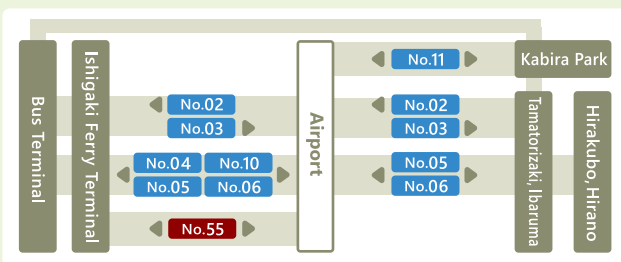 Bus Terminal
Ishigaki Ferry Terminal
No.02
No.03
No.04
No.10
No.05
No.06
No.55
Airport
No.11
No.02
No.03
No.05
No.06
Kabira Park
Tamatorizaki, Ibaruma
Hirakubo, Hirano